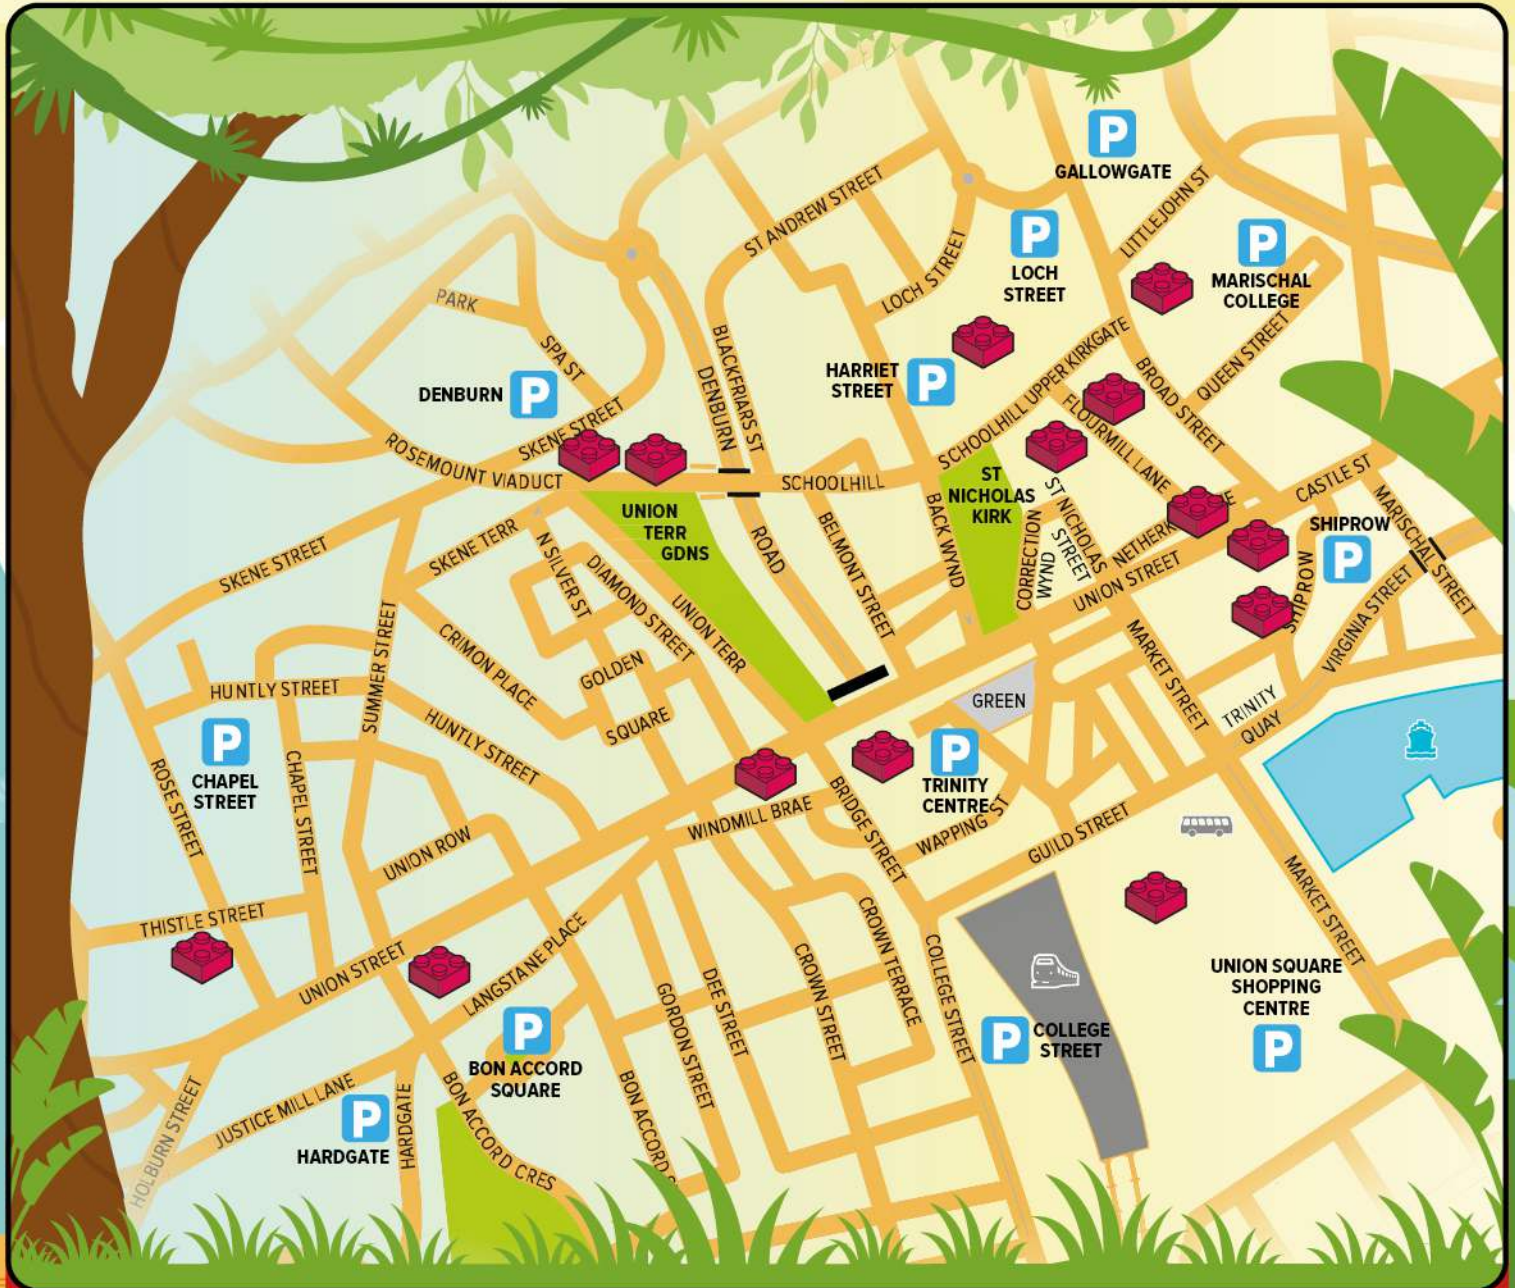 P
GALLOWGATE
ST ANDREW STREET
LITTLEJOHN ST
P
LOCH
STREET
P
MARISCHAL
COLLEGE
LOCH STREET
PARK
SPA ST
BLACKFRIARS ST
DENBURN
HARRIET
STREET
P
UPPER KIRKGATE
BROAD STREET
QUEEN STREET
DENBURN
P
SKENE STREET
ROSEMOUNT VIADUCT
SCHOOLHILL
FLOURMILL LANE
SCHOOLHILL
CASTLE ST
MARISCHAL STREET
ST
NICHOLAS
KIRK
UNION
TERR
GDNS
BACK WYND
CORRECTION
WYND
ST NICHOLAS
STREET
SHIPROW
P
SHIPROW
VIRGINIA STREET
SKENE STREET
SKENE TERR
N SILVER ST
DIAMOND STREET
UNION TERR
ROAD
BELMONT STREET
UNION STREET
MARKET STREET
CRIMON PLACE
GOLDEN
SQUARE
SUMMER STREET
HUNTLY STREET
HUNTLY STREET
GREEN
TRINITY
QUAY
P
CHAPEL
STREET
ROSE STREET
CHAPEL STREET
P
TRINITY
CENTRE
WINDMILL BRAE
BRIDGE STREET
WAPPING ST
GUILD STREET
UNION ROW
MARKET STREET
THISTLE STREET
UNION STREET
LANGSTANE PLACE
CROWN TERRACE
CROWN STREET
COLLEGE STREET
DEE STREET
GORDON STREET
UNION SQUARE
SHOPPING
CENTRE
P
P
COLLEGE
STREET
P
BON ACCORD
SQUARE
BON ACCORD
BON ACCORD CRES
JUSTICE MILL LANE
P
HARDGATE
HARDGATE
HOLBURN STREET